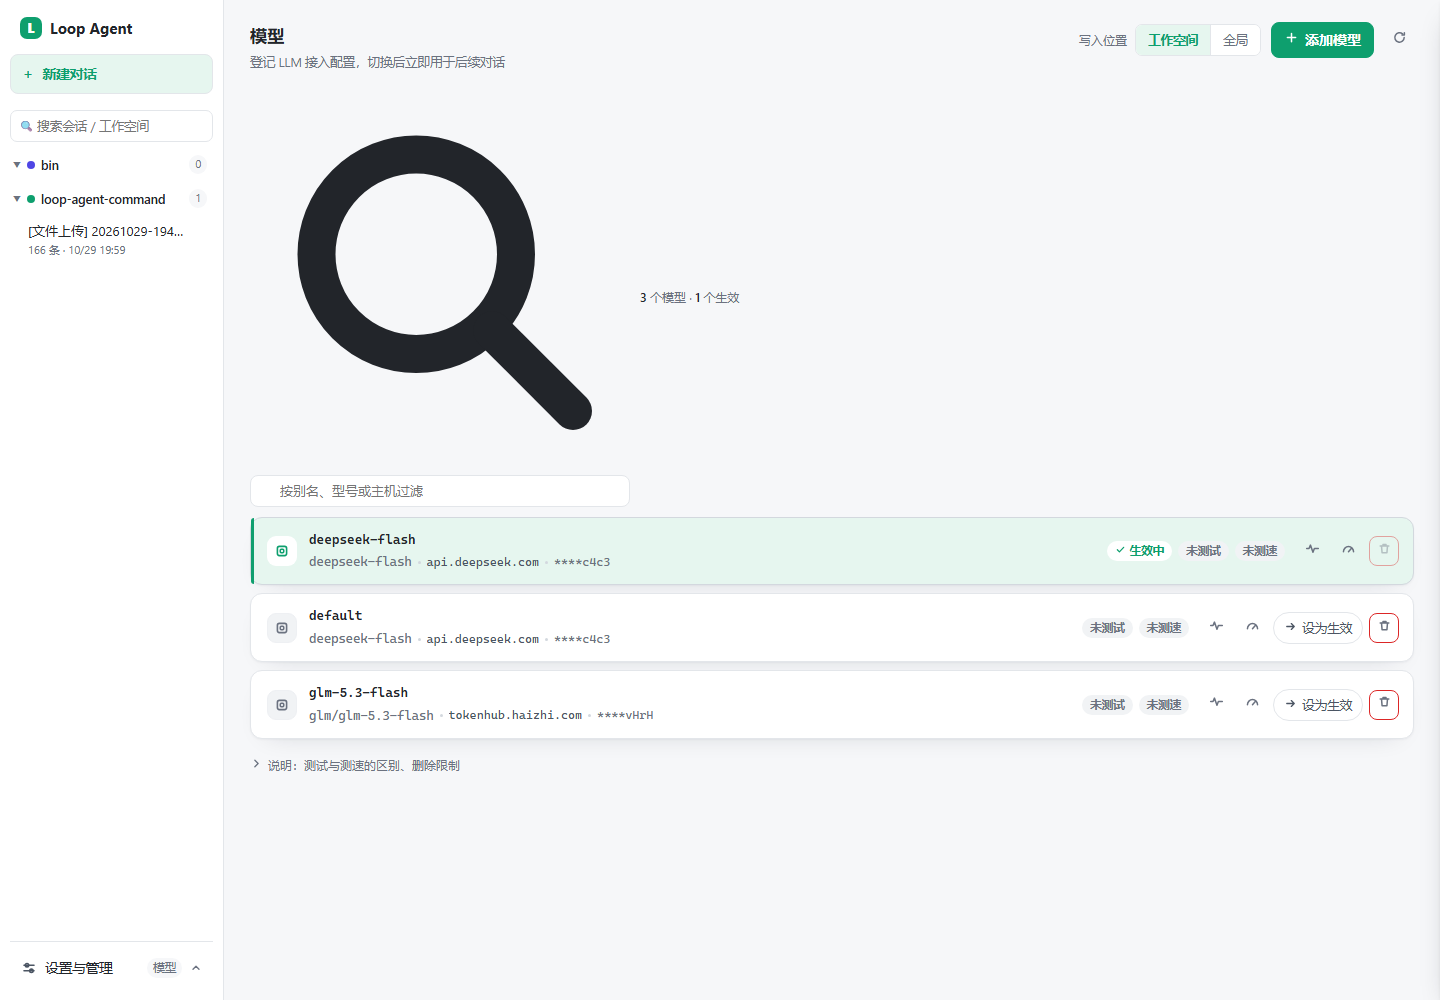 L Loop Agent
+ 新建对话
搜索会话 / 工作空间
bin 0
loop-agent-command 1
[文件上传] 20261029-194...
166 条 · 10/29 19:59
设置与管理 模型
模型
登记 LLM 接入配置，切换后立即用于后续对话
写入位置 工作空间 全局 + 添加模型
3 个模型 · 1 个生效
按别名、型号或主机过滤
deepseek-flash
deepseek-flash · api.deepseek.com · ****c4c3
生效中 未测试 未测速
default
deepseek-flash · api.deepseek.com · ****c4c3
未测试 未测速 → 设为生效
glm-5.3-flash
glm/glm-5.3-flash · tokenhub.haizhi.com · ****vHrH
未测试 未测速 → 设为生效
说明：测试与测速的区别、删除限制